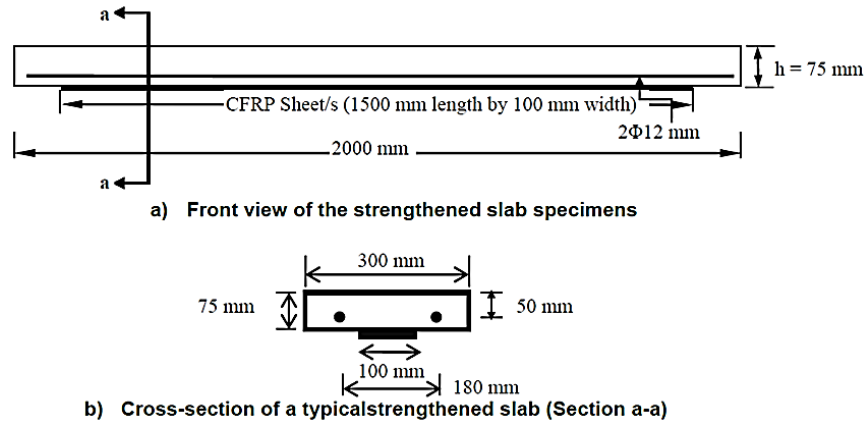 a
h = 75 mm
CFRP Sheet/s (1500 mm length by 100 mm width)
2Φ12 mm
2000 mm
a
a) Front view of the strengthened slab specimens
300 mm
75 mm
50 mm
100 mm
180 mm
b) Cross-section of a typicalstrengthened slab (Section a-a)